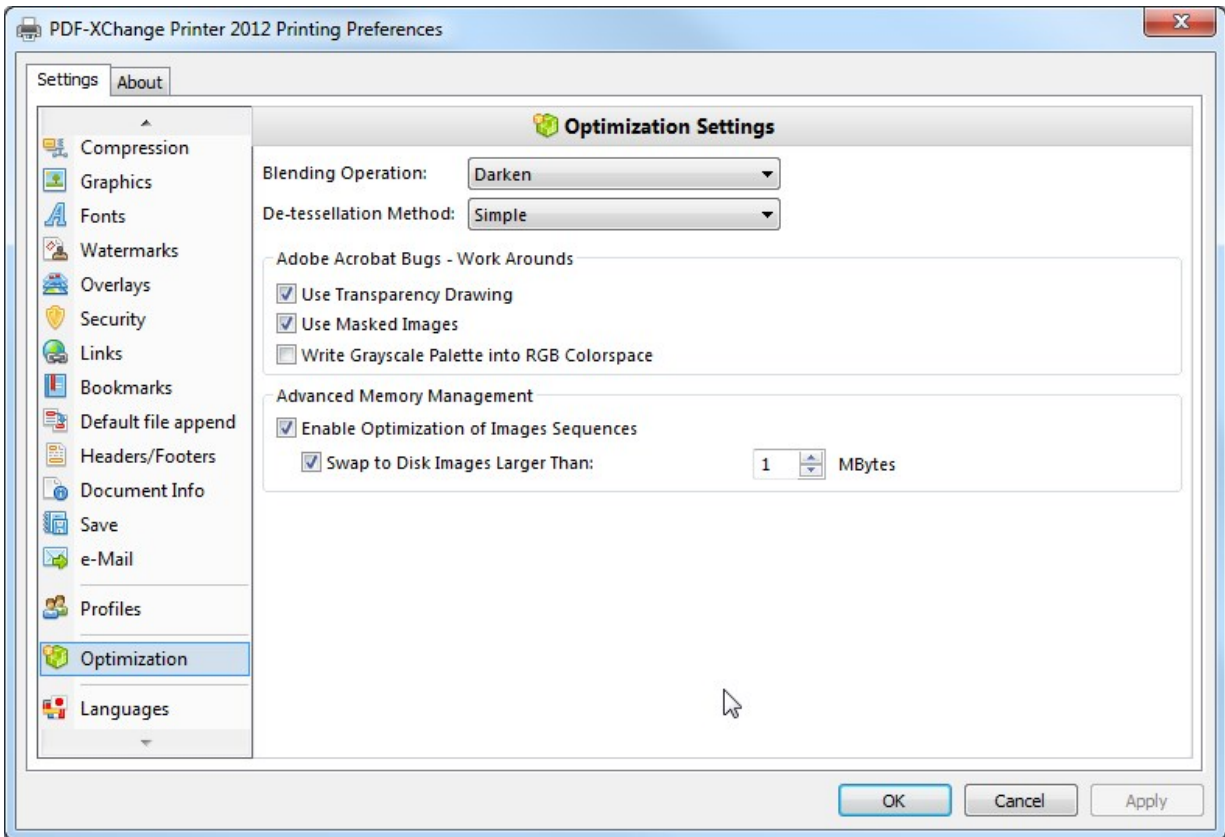 PDF-XChange Printer 2012 Printing Preferences
Settings
About
Compression
Graphics
Fonts
Watermarks
Overlays
Security
Links
Bookmarks
Default file append
Headers/Footers
Document Info
Save
e-Mail
Profiles
Optimization
Languages
Optimization Settings
Blending Operation: Darken
De-tessellation Method: Simple
Adobe Acrobat Bugs - Work Arounds
Use Transparency Drawing
Use Masked Images
Write Grayscale Palette into RGB Colorspace
Advanced Memory Management
Enable Optimization of Images Sequences
Swap to Disk Images Larger Than: 1 MBytes
OK Cancel Apply